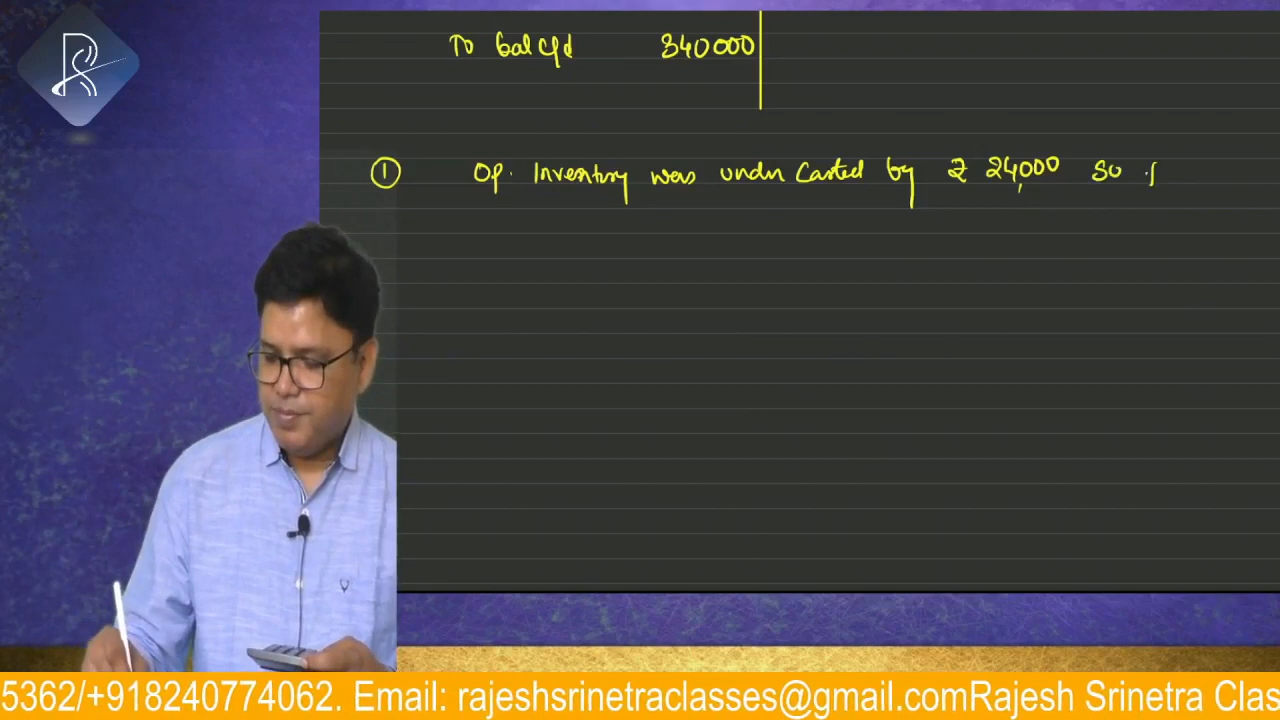 RS
To bal c/d 340000
① Op. Inventory was under Casted by ₹ 24,000 so
5362/+918240774062. Email: rajeshsrinetraclasses@gmail.comRajesh Srinetra Clas